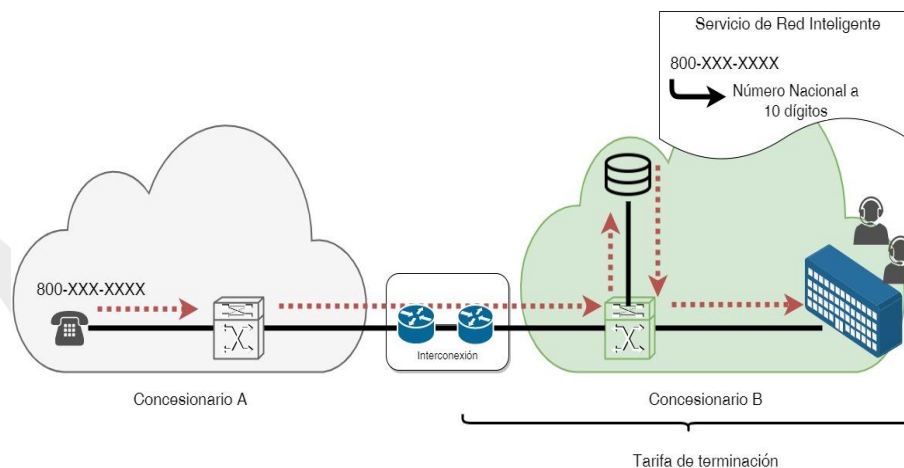 Servicio de Red Inteligente
800-XXX-XXXX
Número Nacional a
10 dígitos
800-XXX-XXXX
Interconexión
Concesionario A
Concesionario B
Tarifa de terminación